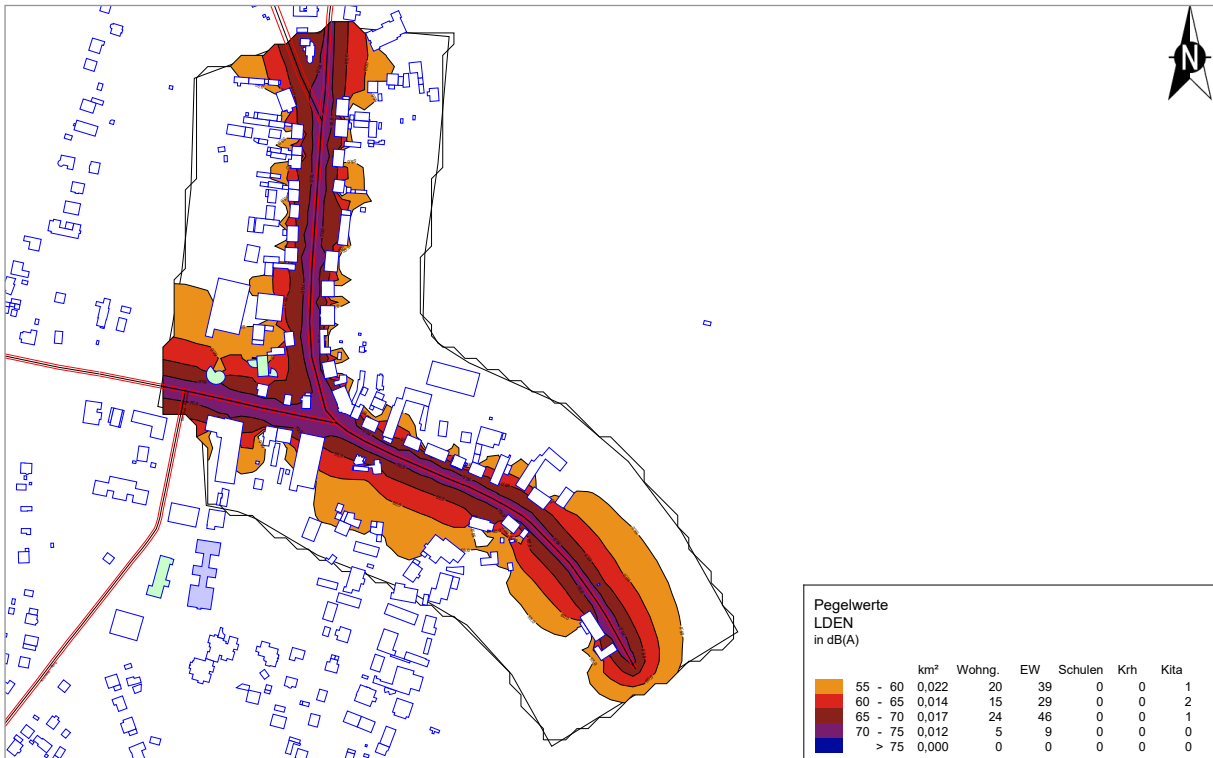 N
Pegelwerte
LDEN
in dB(A)
km² Wohng. EW Schulen Krh Kita
55 - 60 0,022 20 39 0 0 1
60 - 65 0,014 15 29 0 0 2
65 - 70 0,017 24 46 0 0 1
70 - 75 0,012 5 9 0 0 0
> 75 0,000 0 0 0 0 0